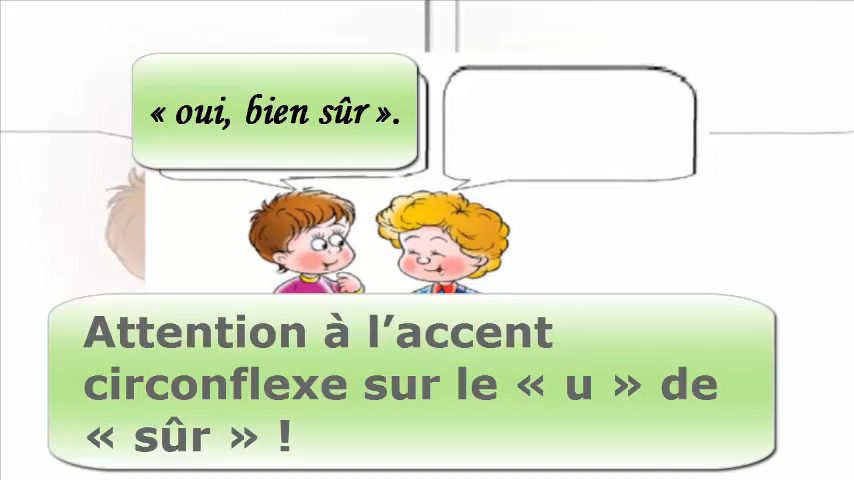 « oui, bien sûr ».
Attention à l’accent
circonflexe sur le « u » de
« sûr » !